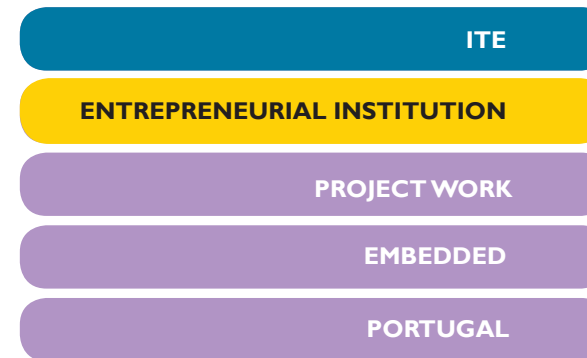 ITE
ENTREPRENEURIAL INSTITUTION
PROJECT WORK
EMBEDDED
PORTUGAL